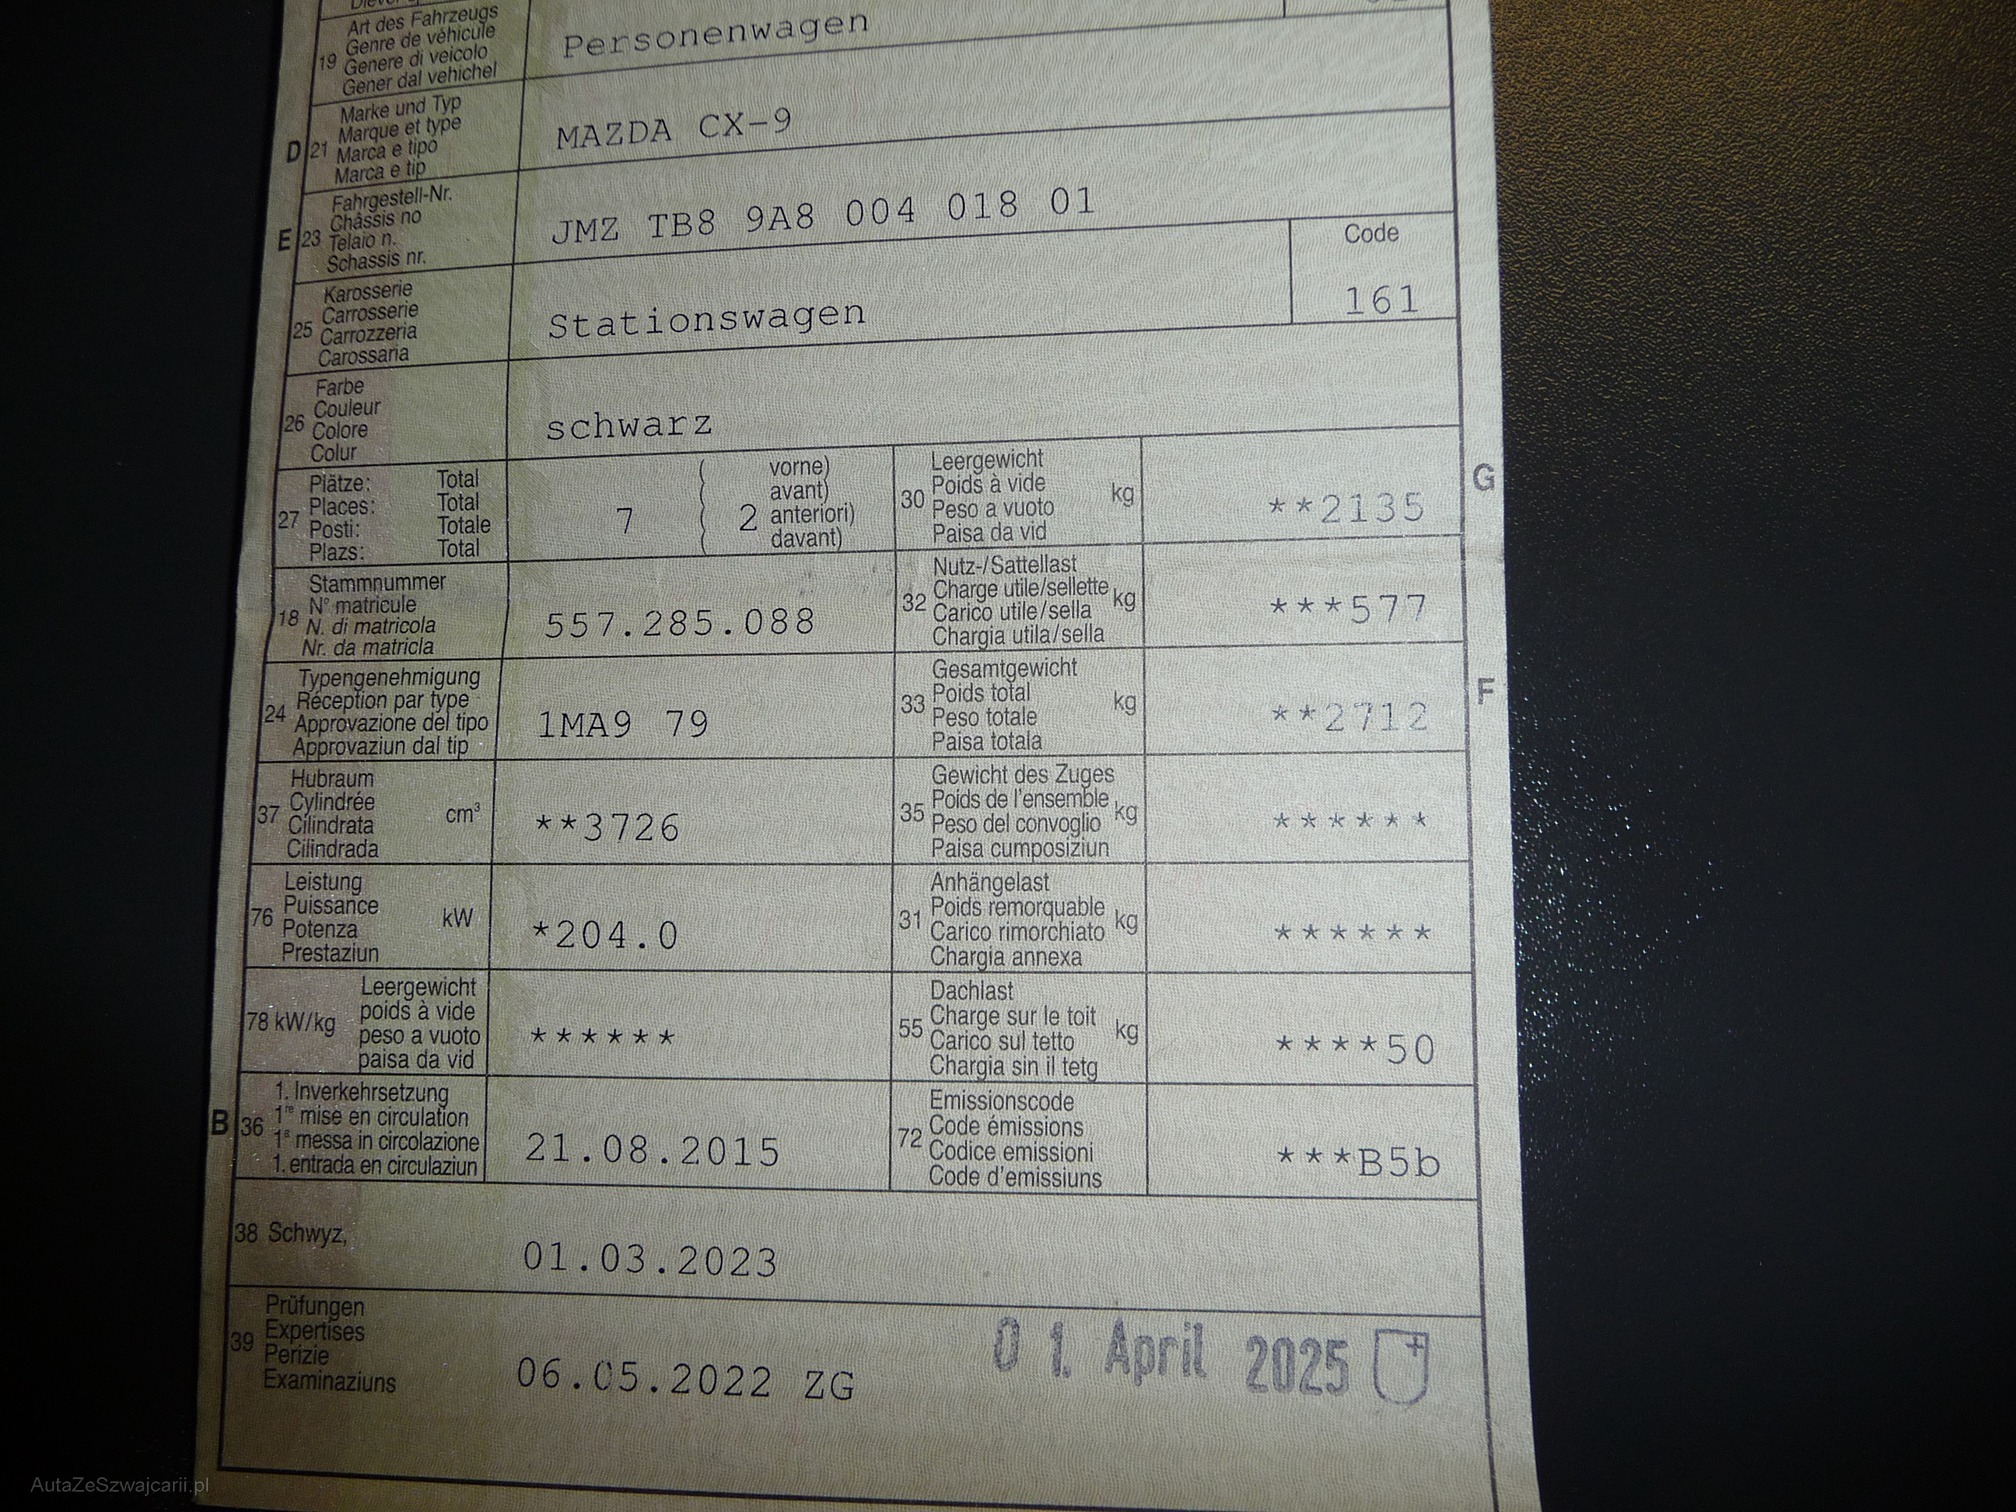 19 Art des Fahrzeugs
Genre de véhicule
Genere di veicolo
Gener dal vehichel
Personenwagen
D 21 Marke und Typ
Marque et type
Marca e tipo
Marca e tip
MAZDA CX-9
E 23 Fahrgestell-Nr.
Châssis no
Telaio n.
Schassis nr.
JMZ TB8 9A8 004 018 01
25 Karosserie
Carrosserie
Carrozzeria
Carossaria
Stationswagen
Code
161
26 Farbe
Couleur
Colore
Colur
schwarz
27 Plätze: Total
Places: Total
Posti: Totale
Plazs: Total
7 2
vorne)
avant)
anteriori)
davant)
30 Leergewicht
Poids à vide
Peso a vuoto
Paisa da vid
kg
**2135
G
18 Stammnummer
N° matricule
N. di matricola
Nr. da matricla
557.285.088
32 Nutz-/Sattellast
Charge utile/sellette
Carico utile/sella
Chargia utila/sella
kg
***577
24 Typengenehmigung
Réception par type
Approvazione del tipo
Approvaziun dal tip
1MA9 79
33 Gesamtgewicht
Poids total
Peso totale
Paisa totala
kg
**2712
F
37 Hubraum
Cylindrée
Cilindrata
Cilindrada
cm³
**3726
35 Gewicht des Zuges
Poids de l'ensemble
Peso del convoglio
Paisa cumposiziun
kg
******
76 Leistung
Puissance
Potenza
Prestaziun
kW
*204.0
31 Anhängelast
Poids remorquable
Carico rimorchiato
Chargia annexa
kg
******
78 kW/kg
Leergewicht
poids à vide
peso a vuoto
paisa da vid
******
55 Dachlast
Charge sur le toit
Carico sul tetto
Chargia sin il tetg
kg
****50
B 36 1. Inverkehrsetzung
1re mise en circulation
1a messa in circolazione
1. entrada en circulaziun
21.08.2015
72 Emissionscode
Code émissions
Codice emissioni
Code d'emissiuns
***B5b
38 Schwyz,
01.03.2023
39 Prüfungen
Expertises
Perizie
Examinaziuns
06.05.2022 ZG
01. April 2025
AutaZeSzwajcarii.pl